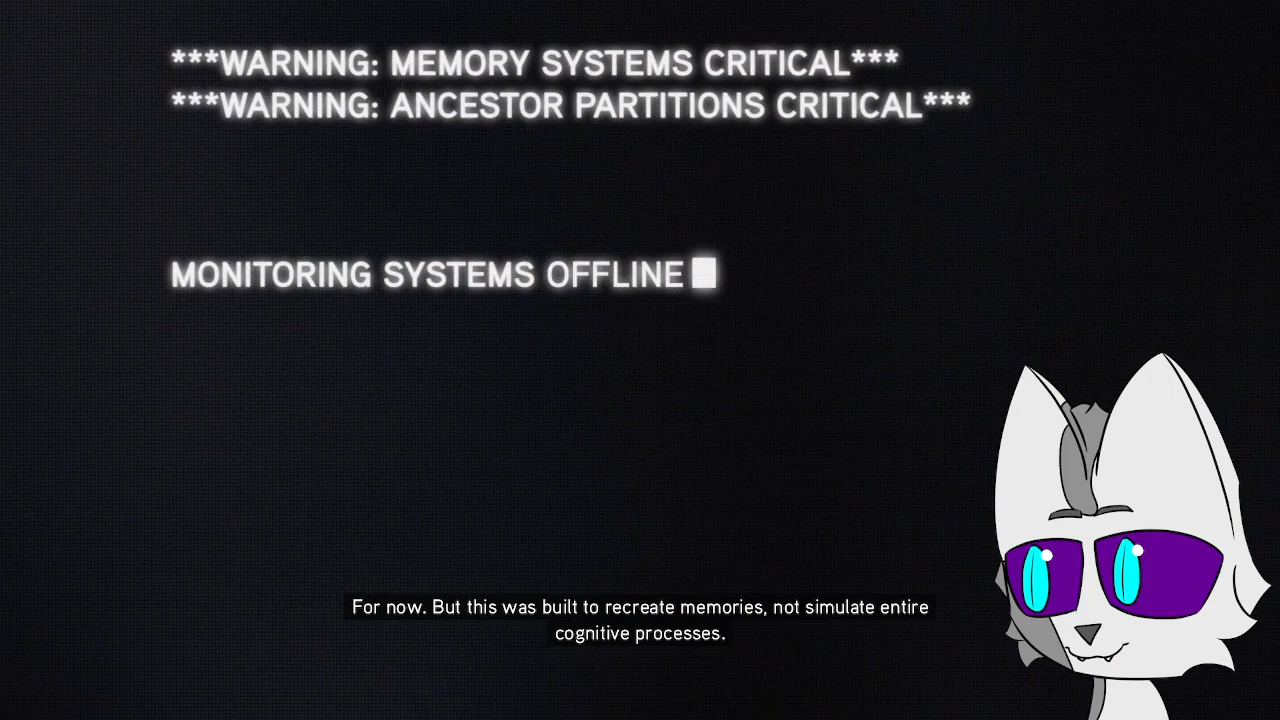 ***WARNING: MEMORY SYSTEMS CRITICAL***
***WARNING: ANCESTOR PARTITIONS CRITICAL***
MONITORING SYSTEMS OFFLINE
For now. But this was built to recreate memories, not simulate entire
cognitive processes.